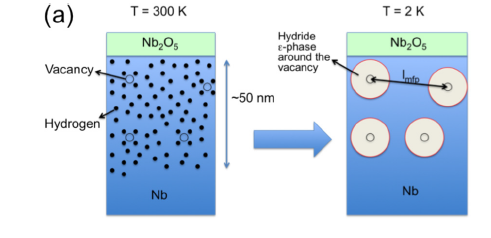 (a)
T = 300 K
Nb₂O₅
Vacancy
Hydrogen
~50 nm
Nb
T = 2 K
Nb₂O₅
Hydride
ε-phase
around the
vacancy
lmfp
Nb